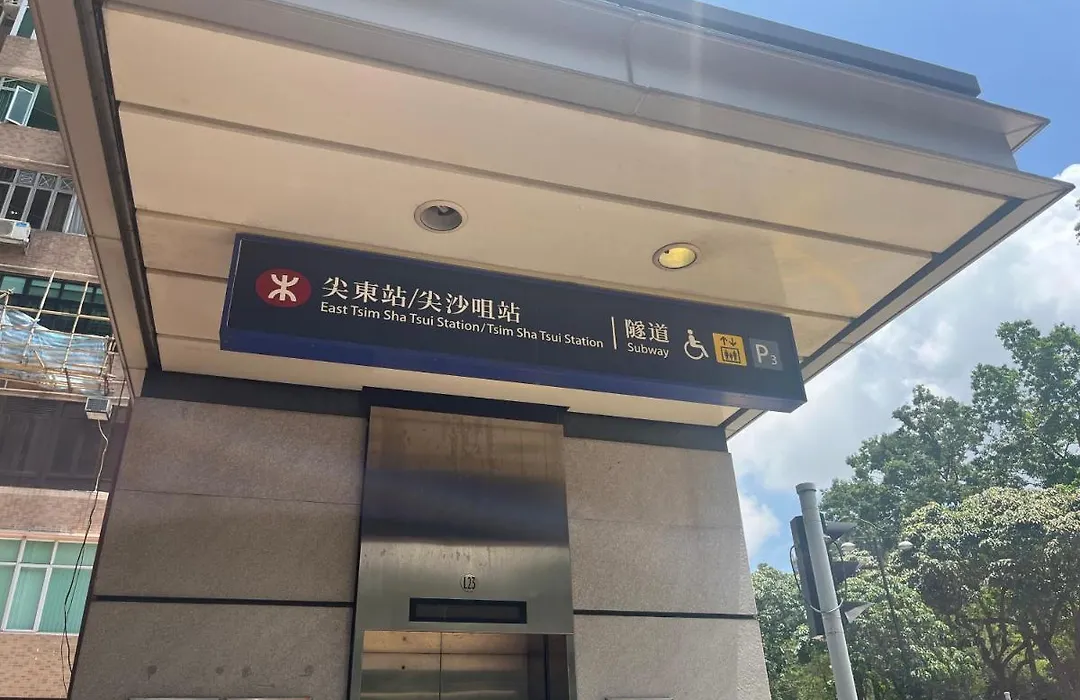 尖東站/尖沙咀站
East Tsim Sha Tsui Station/Tsim Sha Tsui Station
隧道
Subway
P3
L23